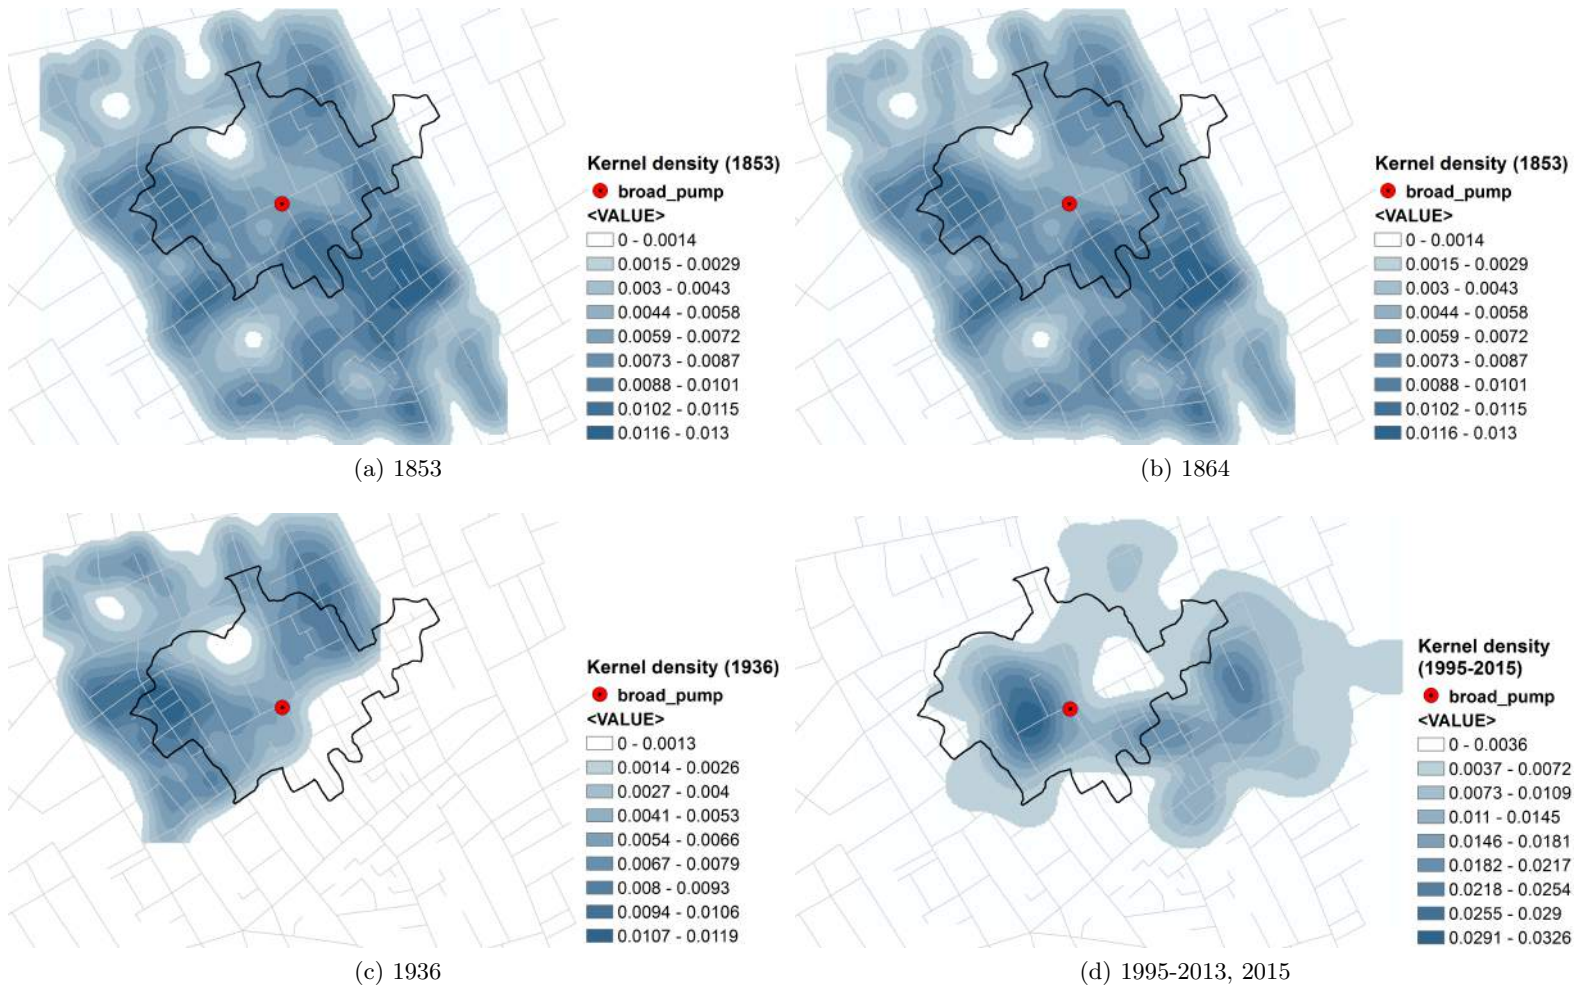 Kernel density (1853)
broad_pump
<VALUE>
0 - 0.0014
0.0015 - 0.0029
0.003 - 0.0043
0.0044 - 0.0058
0.0059 - 0.0072
0.0073 - 0.0087
0.0088 - 0.0101
0.0102 - 0.0115
0.0116 - 0.013
(a) 1853
Kernel density (1853)
broad_pump
<VALUE>
0 - 0.0014
0.0015 - 0.0029
0.003 - 0.0043
0.0044 - 0.0058
0.0059 - 0.0072
0.0073 - 0.0087
0.0088 - 0.0101
0.0102 - 0.0115
0.0116 - 0.013
(b) 1864
Kernel density (1936)
broad_pump
<VALUE>
0 - 0.0013
0.0014 - 0.0026
0.0027 - 0.004
0.0041 - 0.0053
0.0054 - 0.0066
0.0067 - 0.0079
0.008 - 0.0093
0.0094 - 0.0106
0.0107 - 0.0119
(c) 1936
Kernel density
(1995-2015)
broad_pump
<VALUE>
0 - 0.0036
0.0037 - 0.0072
0.0073 - 0.0109
0.011 - 0.0145
0.0146 - 0.0181
0.0182 - 0.0217
0.0218 - 0.0254
0.0255 - 0.029
0.0291 - 0.0326
(d) 1995-2013, 2015